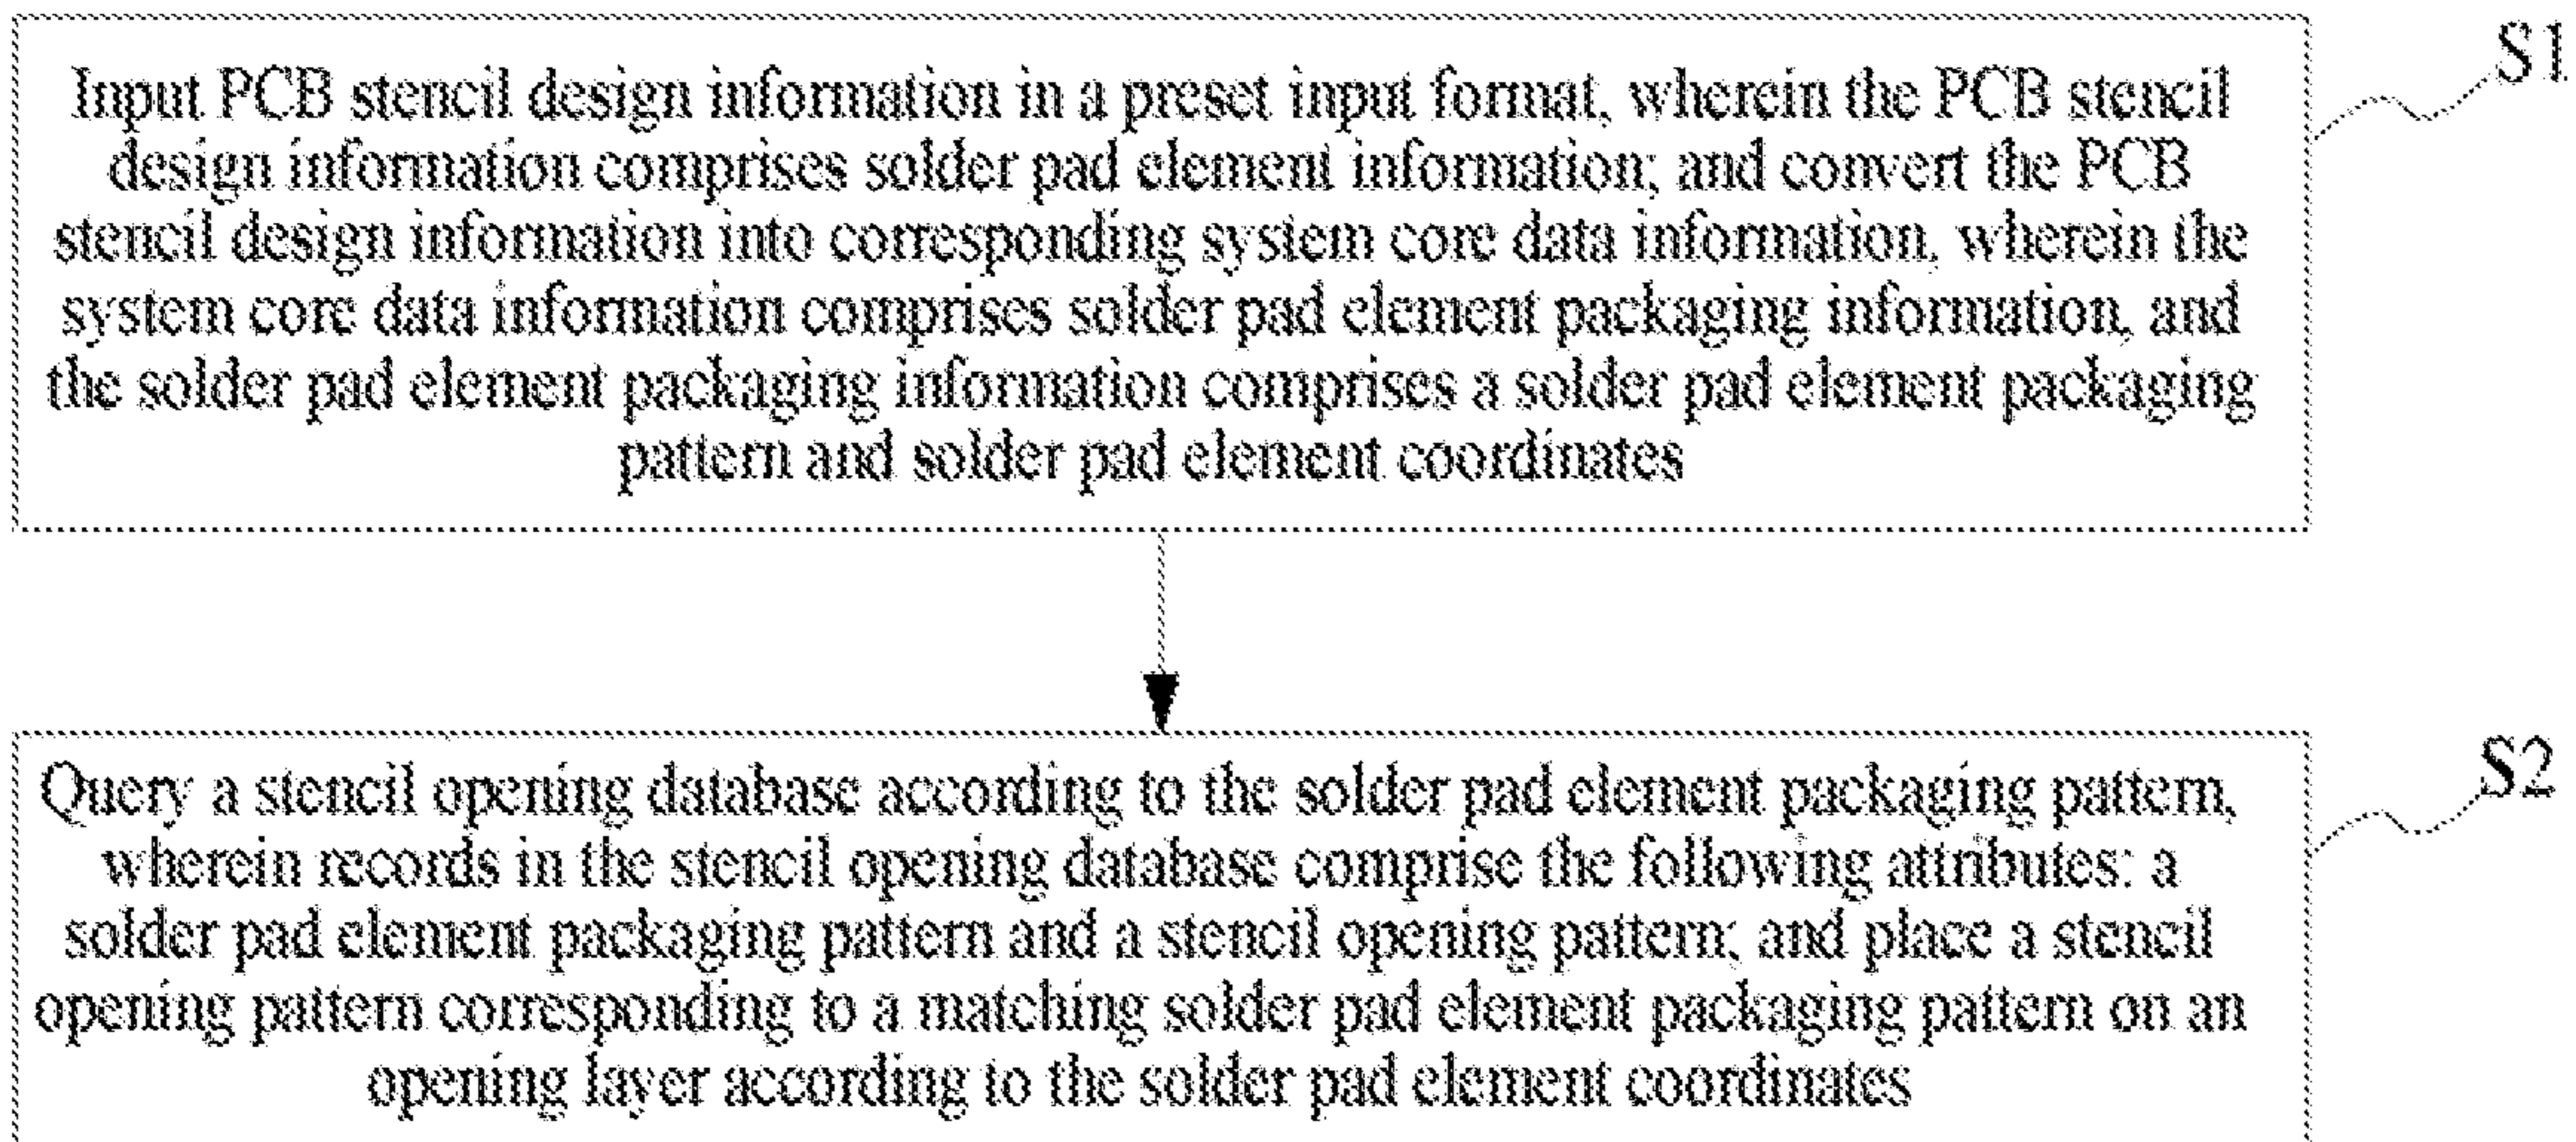 Input PCB stencil design information in a preset input format, wherein the PCB stencil
design information comprises solder pad element information; and convert the PCB
stencil design information into corresponding system core data information, wherein the
system core data information comprises solder pad element packaging information, and
the solder pad element packaging information comprises a solder pad element packaging
pattern and solder pad element coordinates
S1
Query a stencil opening database according to the solder pad element packaging pattern,
wherein records in the stencil opening database comprise the following attributes: a
solder pad element packaging pattern and a stencil opening pattern; and place a stencil
opening pattern corresponding to a matching solder pad element packaging pattern on an
opening layer according to the solder pad element coordinates
S2